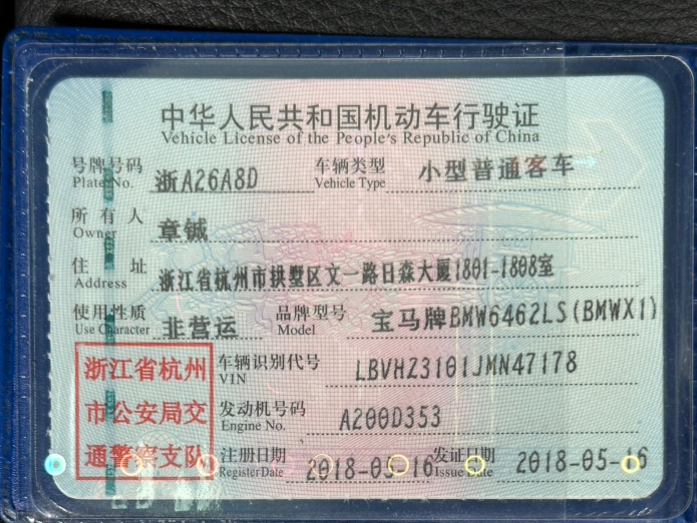 中华人民共和国机动车行驶证
Vehicle License of the People's Republic of China
号牌号码 Plate No. 浙A26A8D 车辆类型 Vehicle Type 小型普通客车
所有人 Owner 章铖
住址 Address 浙江省杭州市拱墅区文一路日森大厦1801-1808室
使用性质 Use Character 非营运 品牌型号 Model 宝马牌BMW6462LS(BMWX1)
浙江省杭州 车辆识别代号 VIN LBVHZ3101JMN47178
市公安局交 发动机号码 Engine No. A200D353
通警察支队 注册日期 Register Date 2018-05-16 发证日期 Issue Date 2018-05-16